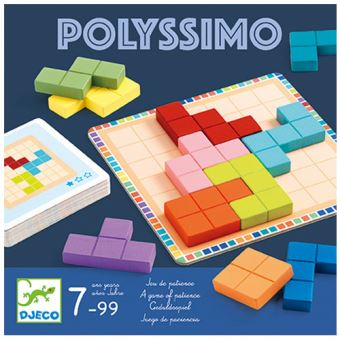 POLYSSIMO
DJECO
7-99
ans years
años Jahre
Jeu de patience
A game of patience
Geduldsspiel
Juego de paciencia